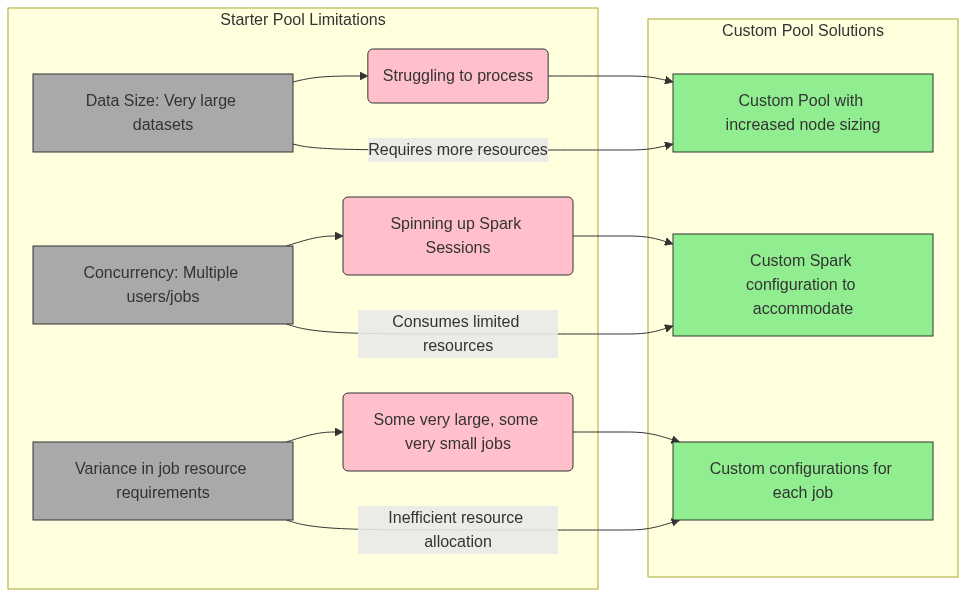 Starter Pool Limitations
Custom Pool Solutions
Data Size: Very large
datasets
Struggling to process
Requires more resources
Custom Pool with
increased node sizing
Concurrency: Multiple
users/jobs
Spinning up Spark
Sessions
Consumes limited
resources
Custom Spark
configuration to
accommodate
Variance in job resource
requirements
Some very large, some
very small jobs
Inefficient resource
allocation
Custom configurations for
each job